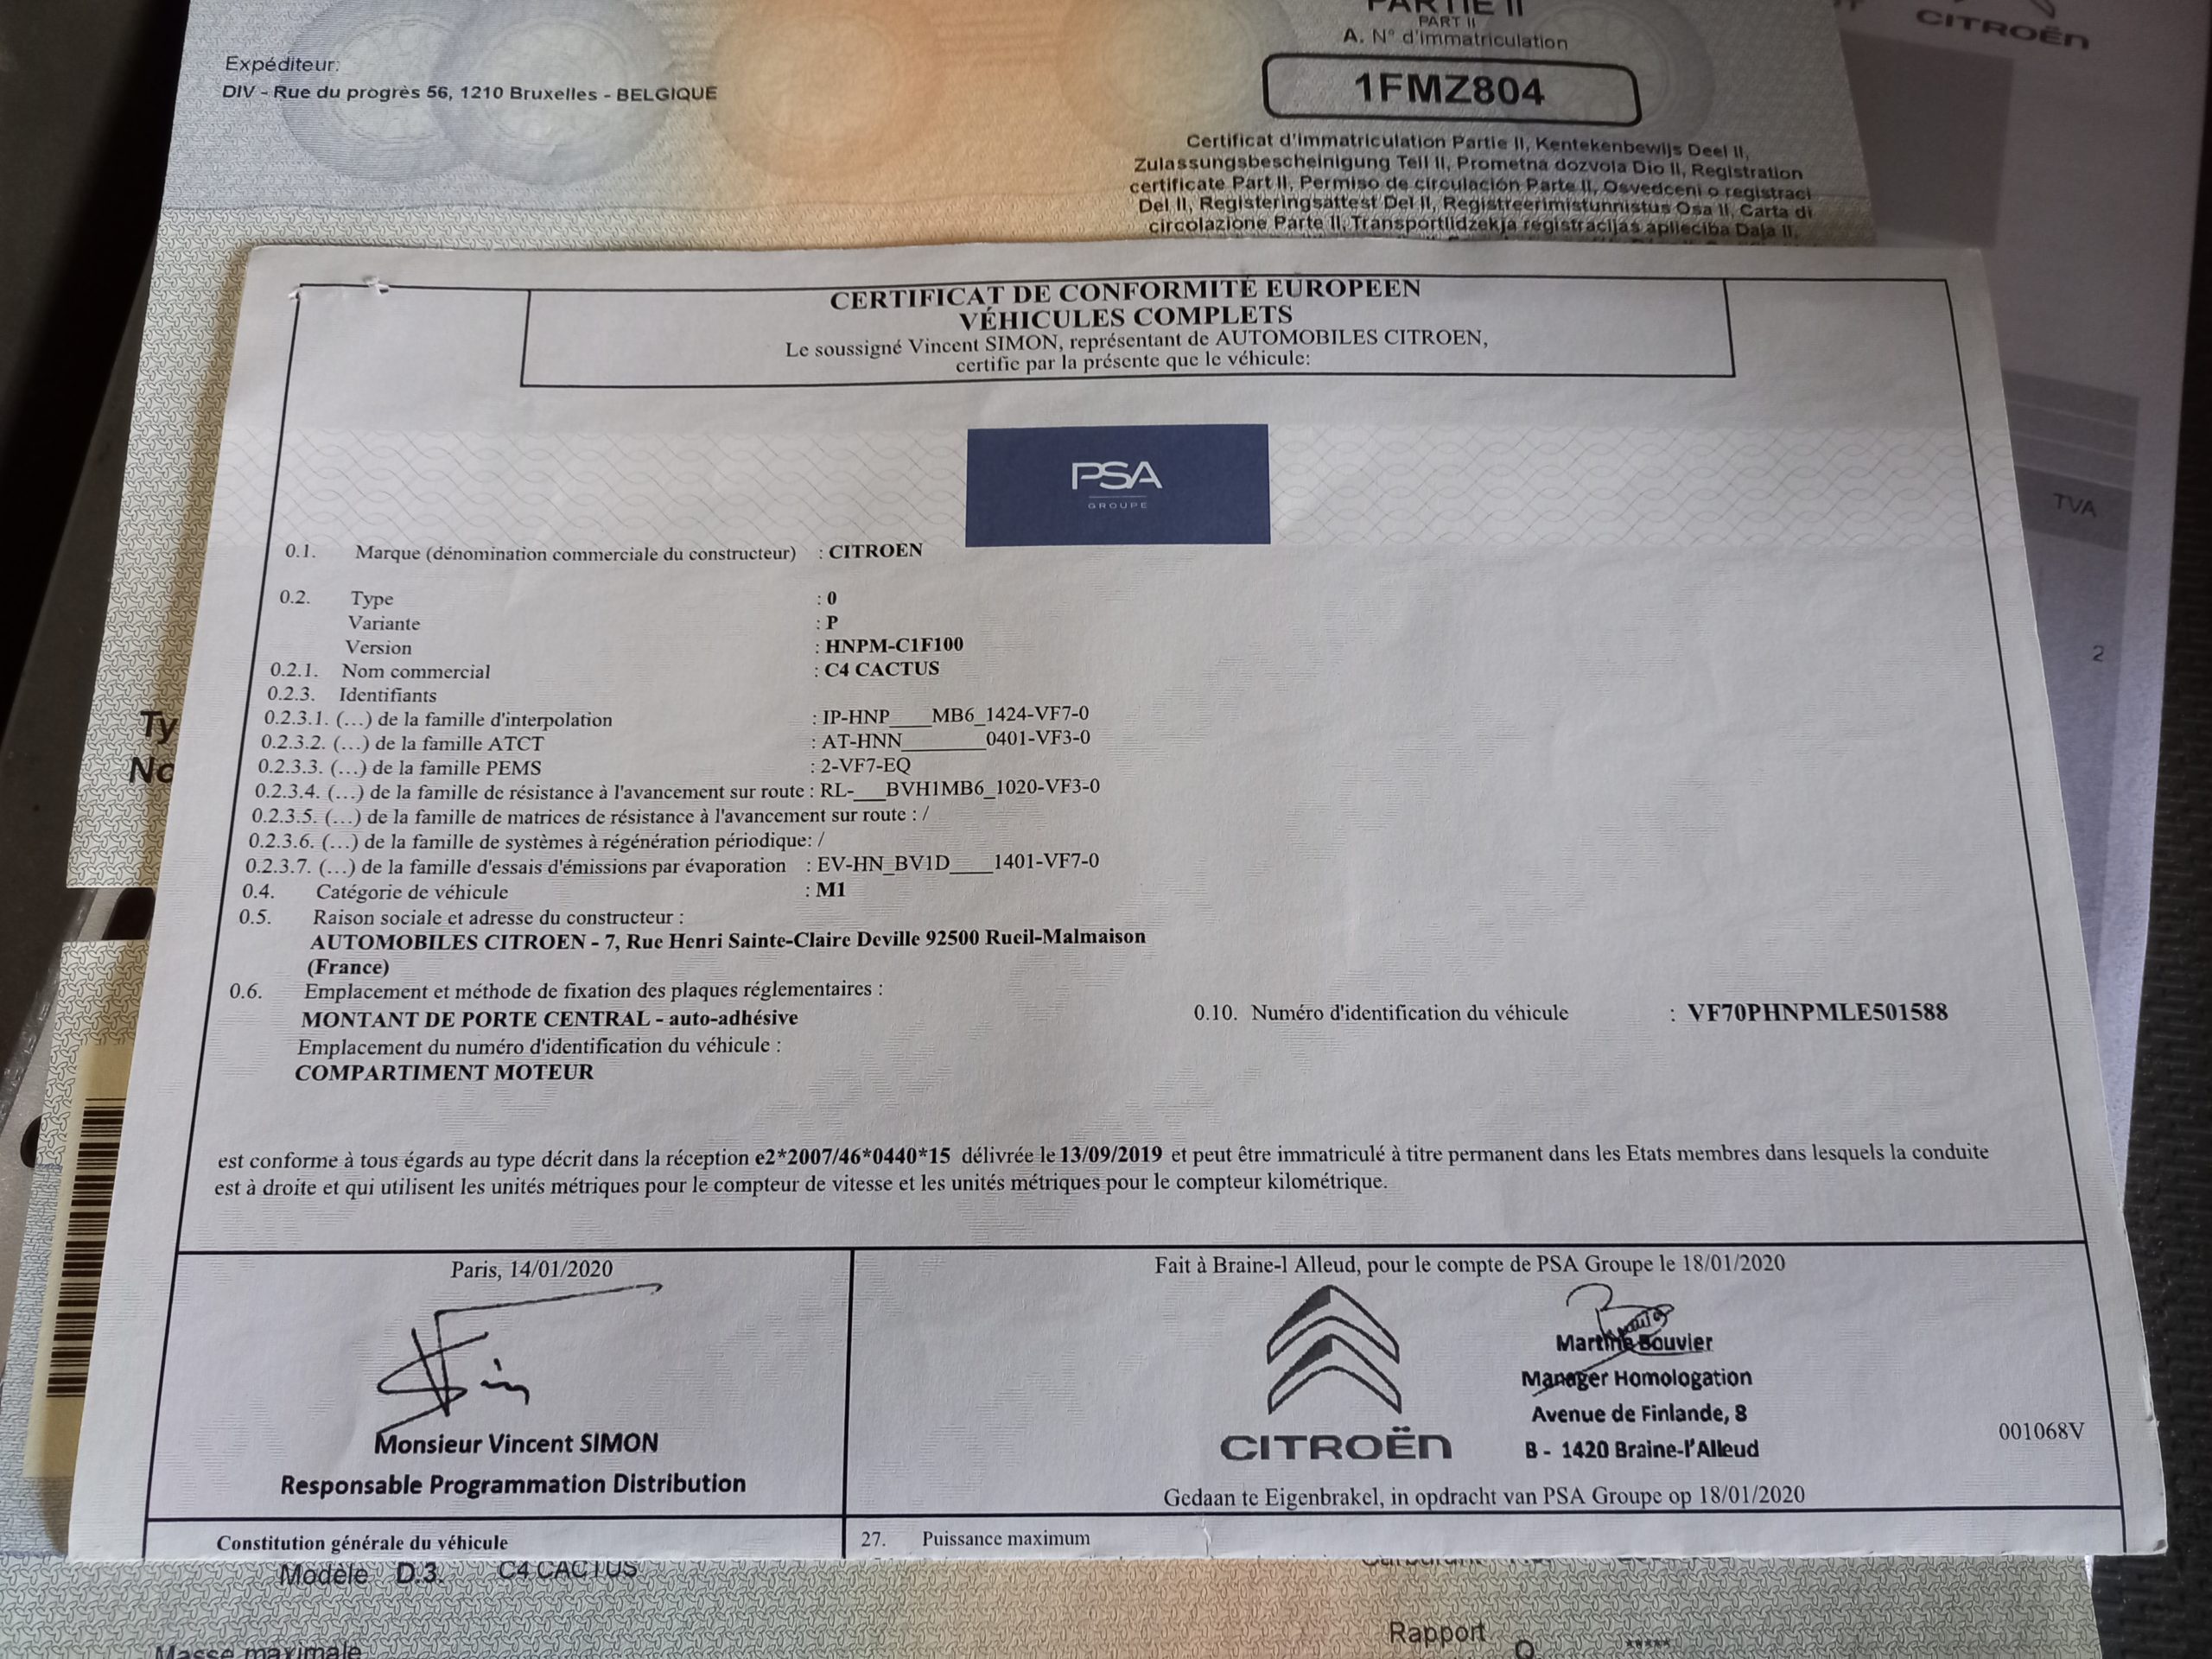 PARTIE II
PART II
A. N° d'immatriculation
1FMZ804
Expéditeur:
DIV - Rue du progrès 56, 1210 Bruxelles - BELGIQUE
CITROËN
Certificat d'immatriculation Partie II, Kentekenbewijs Deel II,
Zulassungsbescheinigung Teil II, Prometna dozvola Dio II, Registration
certificate Part II, Permiso de circulación Parte II, Osvedceni o registraci
Del II, Registeringsattest Del II, Registreerimistunnistus Osa II, Carta di
circolazione Parte II, Transportlidzekja registracijas aplieciba Daja II,
CERTIFICAT DE CONFORMITÉ EUROPEEN
VÉHICULES COMPLETS
Le soussigné Vincent SIMON, représentant de AUTOMOBILES CITROEN,
certifie par la présente que le véhicule:
PSA
GROUPE
TVA
2
0.1. Marque (dénomination commerciale du constructeur) : CITROEN
0.2. Type : 0
Variante : P
Version : HNPM-C1F100
0.2.1. Nom commercial : C4 CACTUS
0.2.3. Identifiants
0.2.3.1. (...) de la famille d'interpolation : IP-HNP____MB6_1424-VF7-0
0.2.3.2. (...) de la famille ATCT : AT-HNN________0401-VF3-0
0.2.3.3. (...) de la famille PEMS : 2-VF7-EQ
0.2.3.4. (...) de la famille de résistance à l'avancement sur route : RL-___BVH1MB6_1020-VF3-0
0.2.3.5. (...) de la famille de matrices de résistance à l'avancement sur route : /
0.2.3.6. (...) de la famille de systèmes à régénération périodique: /
0.2.3.7. (...) de la famille d'essais d'émissions par évaporation : EV-HN_BV1D____1401-VF7-0
0.4. Catégorie de véhicule : M1
0.5. Raison sociale et adresse du constructeur :
AUTOMOBILES CITROEN - 7, Rue Henri Sainte-Claire Deville 92500 Rueil-Malmaison
(France)
0.6. Emplacement et méthode de fixation des plaques réglementaires :
MONTANT DE PORTE CENTRAL - auto-adhésive
Emplacement du numéro d'identification du véhicule :
COMPARTIMENT MOTEUR
0.10. Numéro d'identification du véhicule : VF70PHNPMLE501588
est conforme à tous égards au type décrit dans la réception e2*2007/46*0440*15 délivrée le 13/09/2019 et peut être immatriculé à titre permanent dans les Etats membres dans lesquels la conduite
est à droite et qui utilisent les unités métriques pour le compteur de vitesse et les unités métriques pour le compteur kilométrique.
Paris, 14/01/2020
Monsieur Vincent SIMON
Responsable Programmation Distribution
Fait à Braine-l Alleud, pour le compte de PSA Groupe le 18/01/2020
CITROËN
Martine Bouvier
Manager Homologation
Avenue de Finlande, 8
B - 1420 Braine-l'Alleud
001068V
Gedaan te Eigenbrakel, in opdracht van PSA Groupe op 18/01/2020
Constitution générale du véhicule
27. Puissance maximum
Ty
No
Modèle D.3. C4 CACTUS
Masse maximale
Rapport Q *****